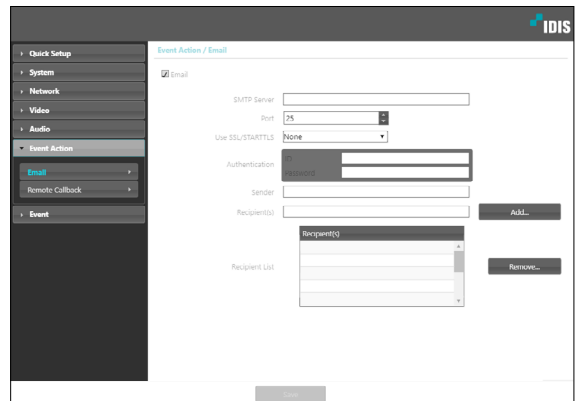 IDIS
Quick Setup
System
Network
Video
Audio
Event Action
Email
Remote Callback
Event
Event Action / Email
Email
SMTP Server
Port
25
Use SSL/STARTTLS
None
Authentication
ID
Password
Sender
Recipient(s)
Add...
Recipient List
Recipient(s)
Remove...
Save